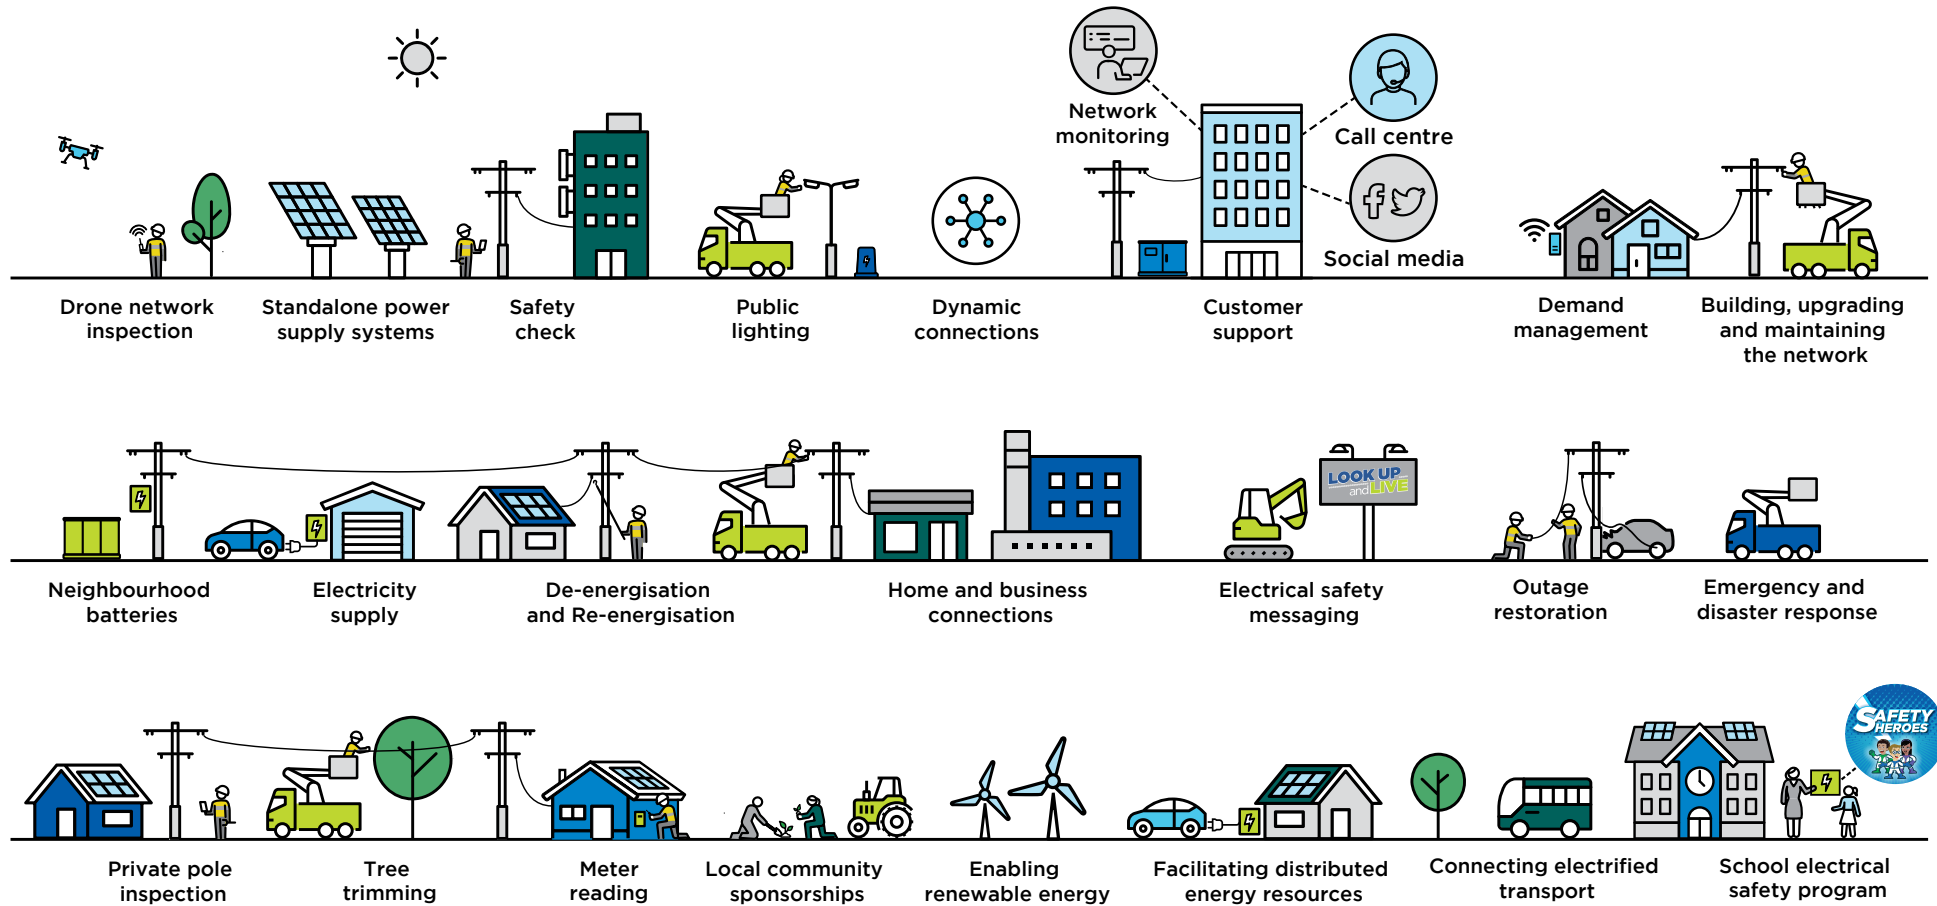 Network
monitoring
Call centre
Social media
Drone network
inspection
Standalone power
supply systems
Safety
check
Public
lighting
Dynamic
connections
Customer
support
Demand
management
Building, upgrading
and maintaining
the network
LOOK UP
and LIVE
Neighbourhood
batteries
Electricity
supply
De-energisation
and Re-energisation
Home and business
connections
Electrical safety
messaging
Outage
restoration
Emergency and
disaster response
SAFETY
HEROES
Private pole
inspection
Tree
trimming
Meter
reading
Local community
sponsorships
Enabling
renewable energy
Facilitating distributed
energy resources
Connecting electrified
transport
School electrical
safety program